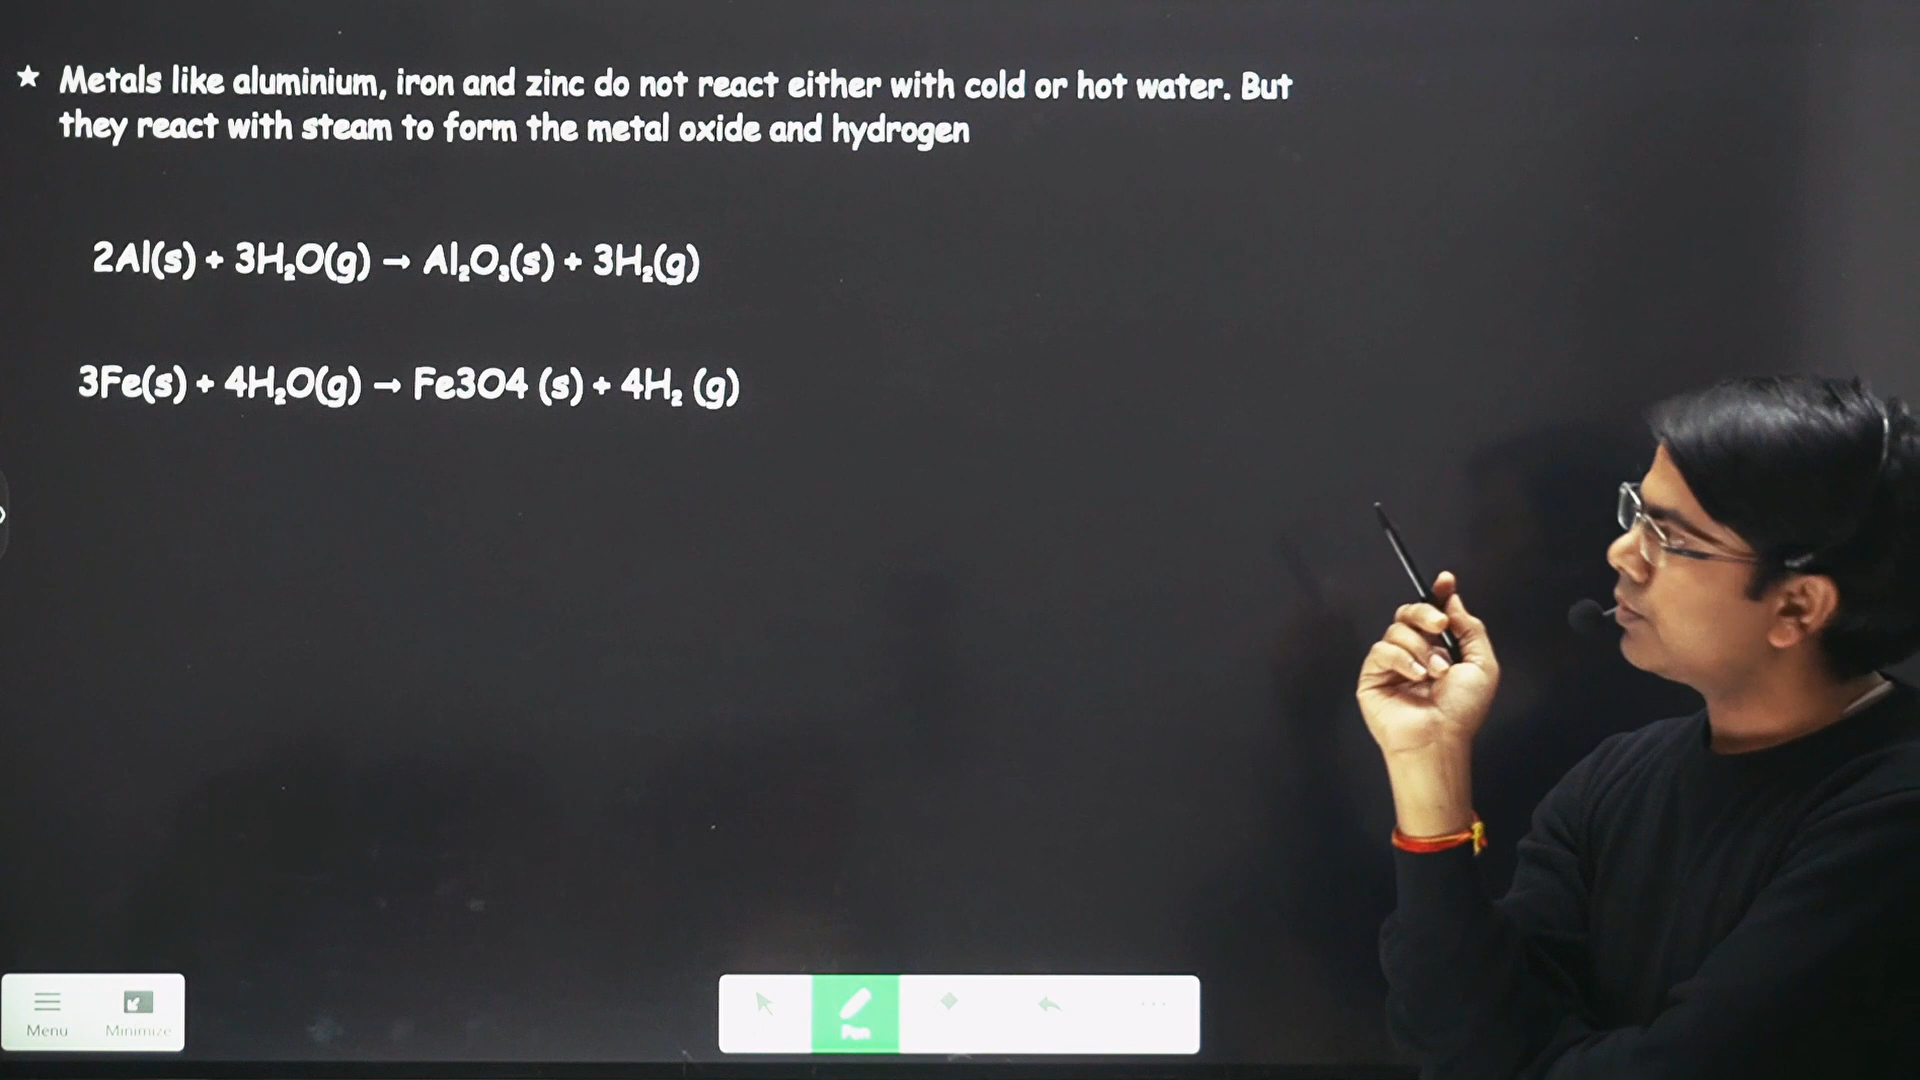 ★ Metals like aluminium, iron and zinc do not react either with cold or hot water. But
they react with steam to form the metal oxide and hydrogen
2Al(s) + 3H₂O(g) → Al₂O₃(s) + 3H₂(g)
3Fe(s) + 4H₂O(g) → Fe3O4 (s) + 4H₂ (g)
Menu Minimize Pen